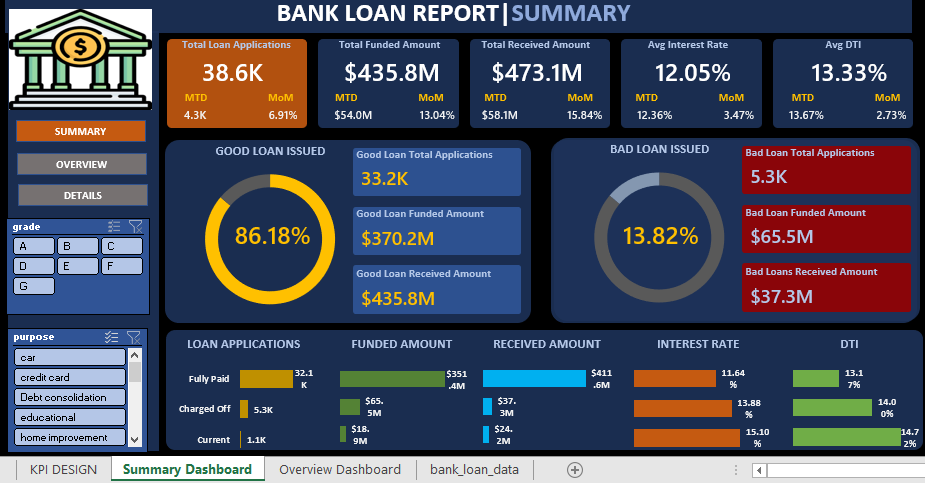 BANK LOAN REPORT|SUMMARY
$
SUMMARY
OVERVIEW
DETAILS
grade
A B C
D E F
G
purpose
car
credit card
Debt consolidation
educational
home improvement
Total Loan Applications
38.6K
MTD MoM
4.3K 6.91%
Total Funded Amount
$435.8M
MTD MoM
$54.0M 13.04%
Total Received Amount
$473.1M
MTD MoM
$58.1M 15.84%
Avg Interest Rate
12.05%
MTD MoM
12.36% 3.47%
Avg DTI
13.33%
MTD MoM
13.67% 2.73%
GOOD LOAN ISSUED
86.18%
Good Loan Total Applications
33.2K
Good Loan Funded Amount
$370.2M
Good Loan Received Amount
$435.8M
BAD LOAN ISSUED
13.82%
Bad Loan Total Applications
5.3K
Bad Loan Funded Amount
$65.5M
Bad Loans Received Amount
$37.3M
LOAN APPLICATIONS
Fully Paid 32.1
K
Charged Off 5.3K
Current 1.1K
FUNDED AMOUNT
$351
.4M
$65.
5M
$18.
9M
RECEIVED AMOUNT
$411
.6M
$37.
3M
$24.
2M
INTEREST RATE
11.64
%
13.88
%
15.10
%
DTI
13.1
7%
14.0
0%
14.7
2%
KPI DESIGN Summary Dashboard Overview Dashboard bank_loan_data